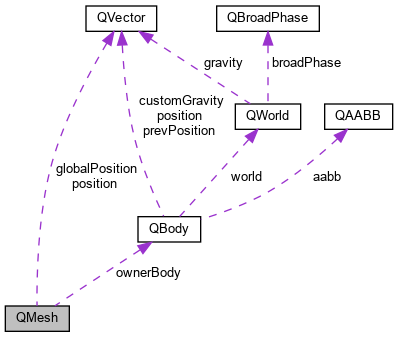 QVector
QBroadPhase
gravity
broadPhase
customGravity
position
prevPosition
QWorld
QAABB
globalPosition
position
world
aabb
QBody
ownerBody
QMesh